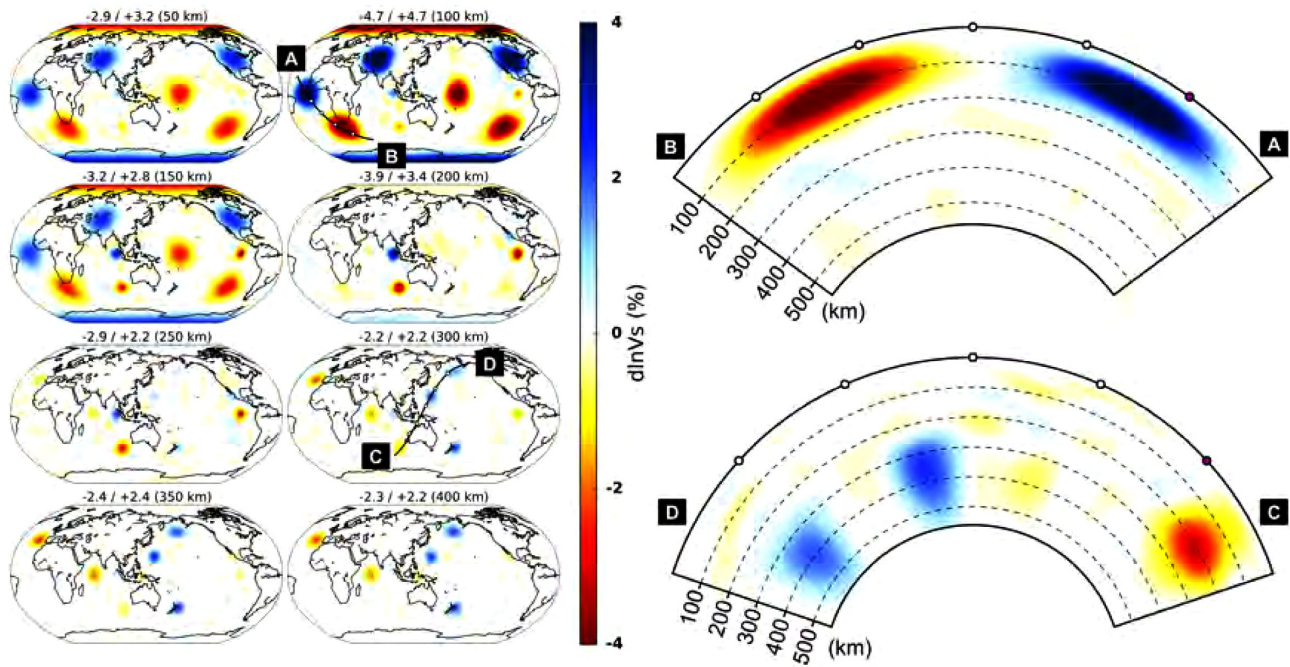 -2.9 / +3.2 (50 km)
-4.7 / +4.7 (100 km)
A
B
-3.2 / +2.8 (150 km)
-3.9 / +3.4 (200 km)
-2.9 / +2.2 (250 km)
-2.2 / +2.2 (300 km)
D
C
-2.4 / +2.4 (350 km)
-2.3 / +2.2 (400 km)
4
2
0
-2
-4
dlnVs (%)
B
A
100
200
300
400
500
(km)
D
C
100
200
300
400
500
(km)